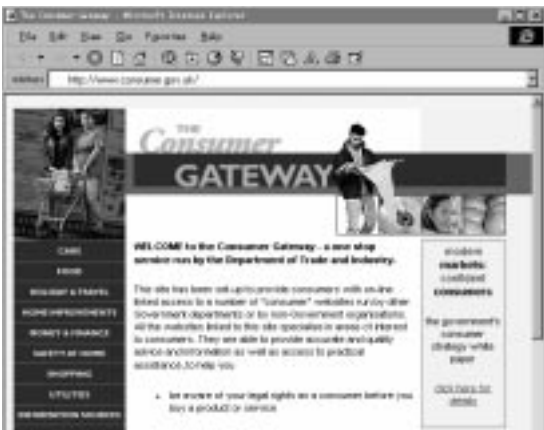 The Consumer Gateway - Microsoft Internet Explorer
File Edit View Go Favorites Help
http://www.consumer.gov.uk/
THE
Consumer
GATEWAY
CARS
FOOD
HOLIDAY & TRAVEL
HOME IMPROVEMENTS
MONEY & FINANCE
SAFETY AT HOME
SHOPPING
UTILITIES
INFORMATION SOURCES
WELCOME to the Consumer Gateway - a one stop
service run by the Department of Trade and Industry.
This site has been set up to provide consumers with on-line
linked access to a number of "consumer" websites run by other
Government departments or by non-Government organisations.
All the websites linked to this site specialise in areas of interest
to consumers. They are able to provide accurate and quality
advice and information as well as access to practical
assistance, to help you
be aware of your legal rights as a consumer before you
buy a product or service
modern
markets:
confident
consumers
the government's
consumer
strategy white
paper
click here for
details